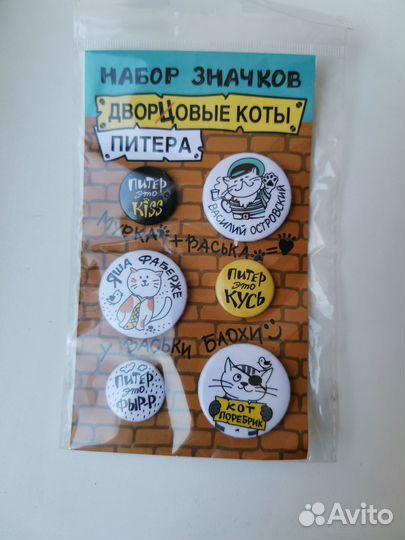 НАБОР ЗНАЧКОВ
ДВОРЦОВЫЕ КОТЫ
ПИТЕРА
ПИТЕР
это
KISS
ВАСИЛИЙ ОСТРОВСКИЙ
МУРКА + ВАСЬКА =
ЯША ФАБЕРЖЕ
ПИТЕР
это
КУСЬ
У ВАСЬКИ БЛОХИ
ПИТЕР
это
ФЫР-Р
КОТ
ПОРЕБРИК
Avito